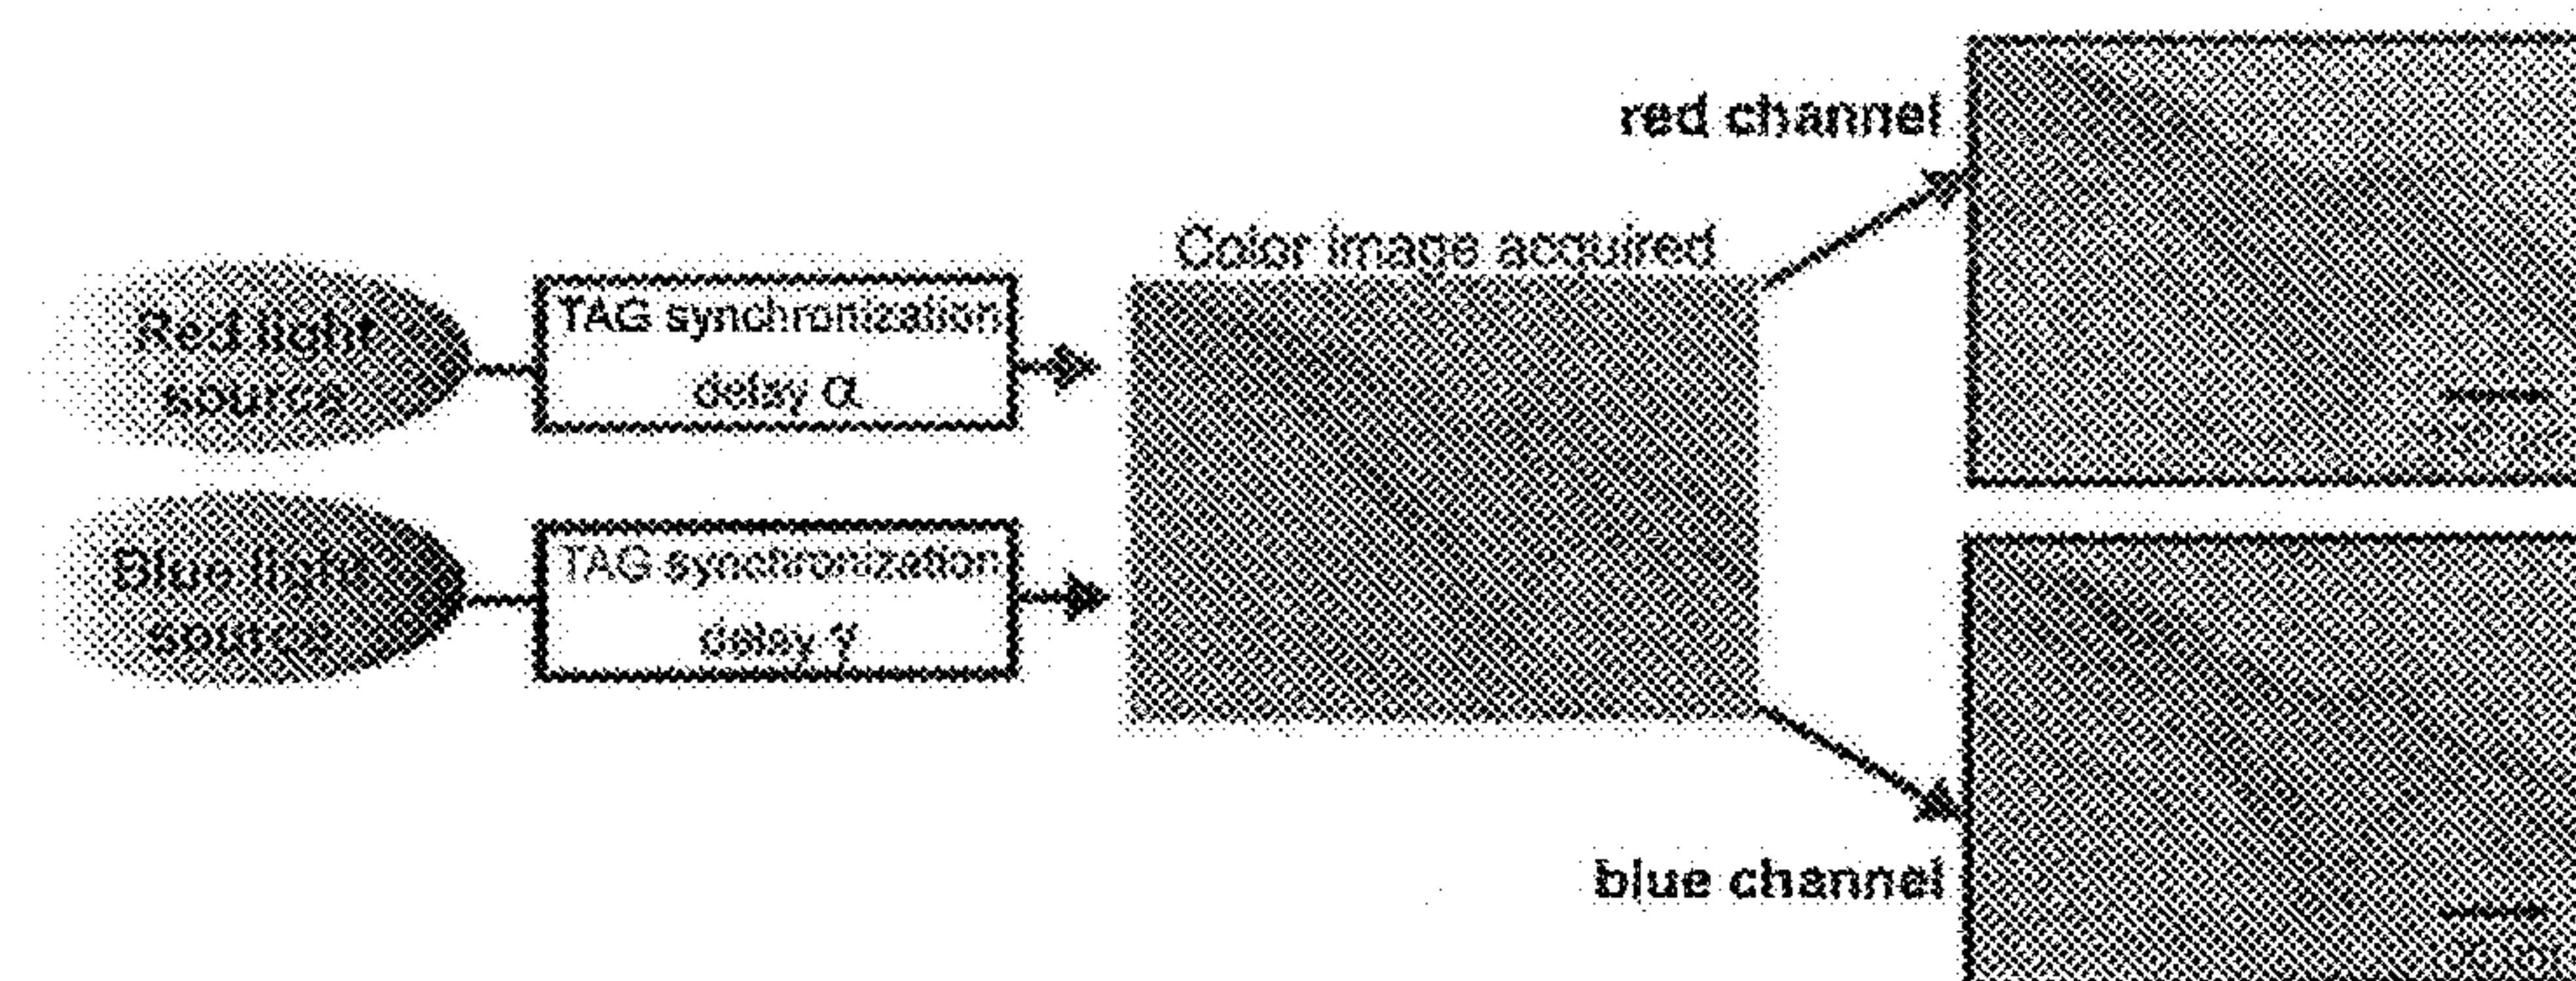 red channel
Color image acquired
Red light
source
TAG synchronization
delay α
Blue light
source
TAG synchronization
delay γ
blue channel